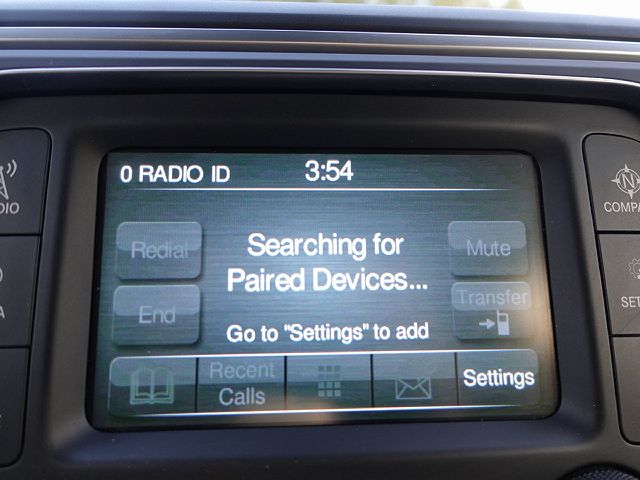 0 RADIO ID 3:54
Redial
Searching for
Paired Devices...
Mute
End
Transfer
Go to "Settings" to add
Recent
Calls
Settings
N